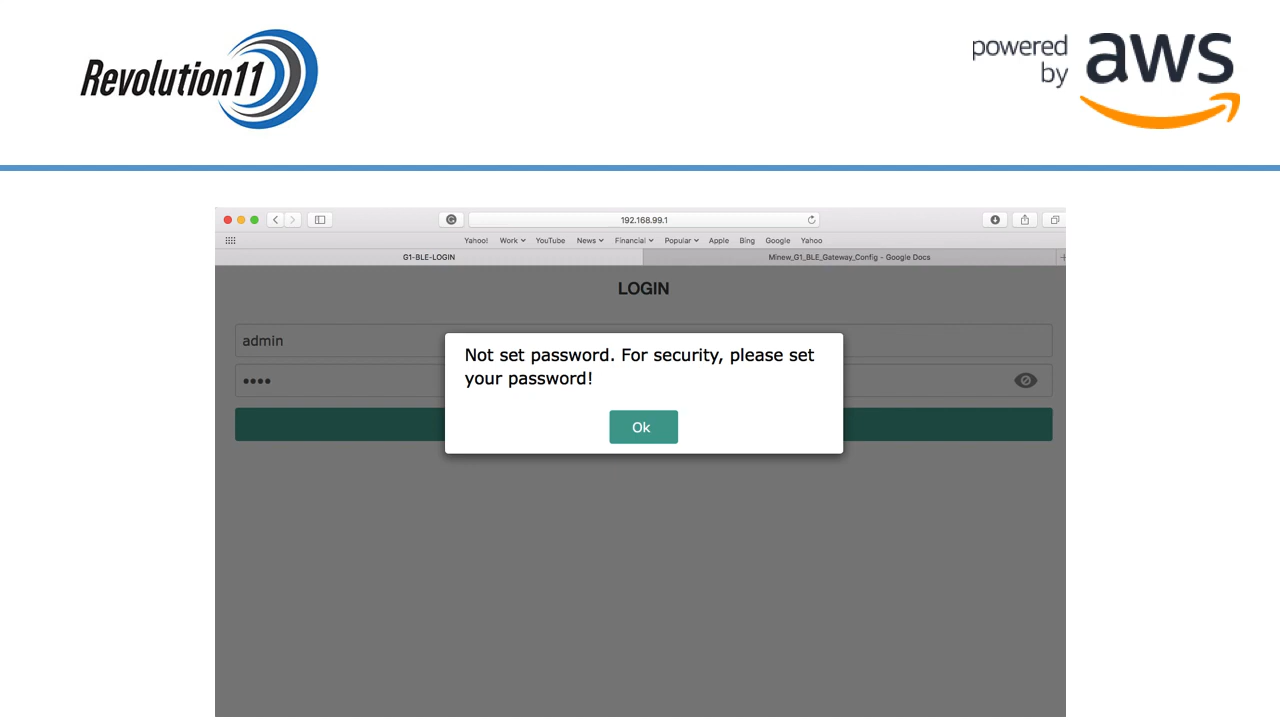 Revolution11
powered
by
aws
192.168.99.1
Yahoo! Work YouTube News Financial Popular Apple Bing Google Yahoo
G1-BLE-LOGIN
Minew_G1_BLE_Gateway_Config - Google Docs
LOGIN
admin
Not set password. For security, please set
your password!
Ok